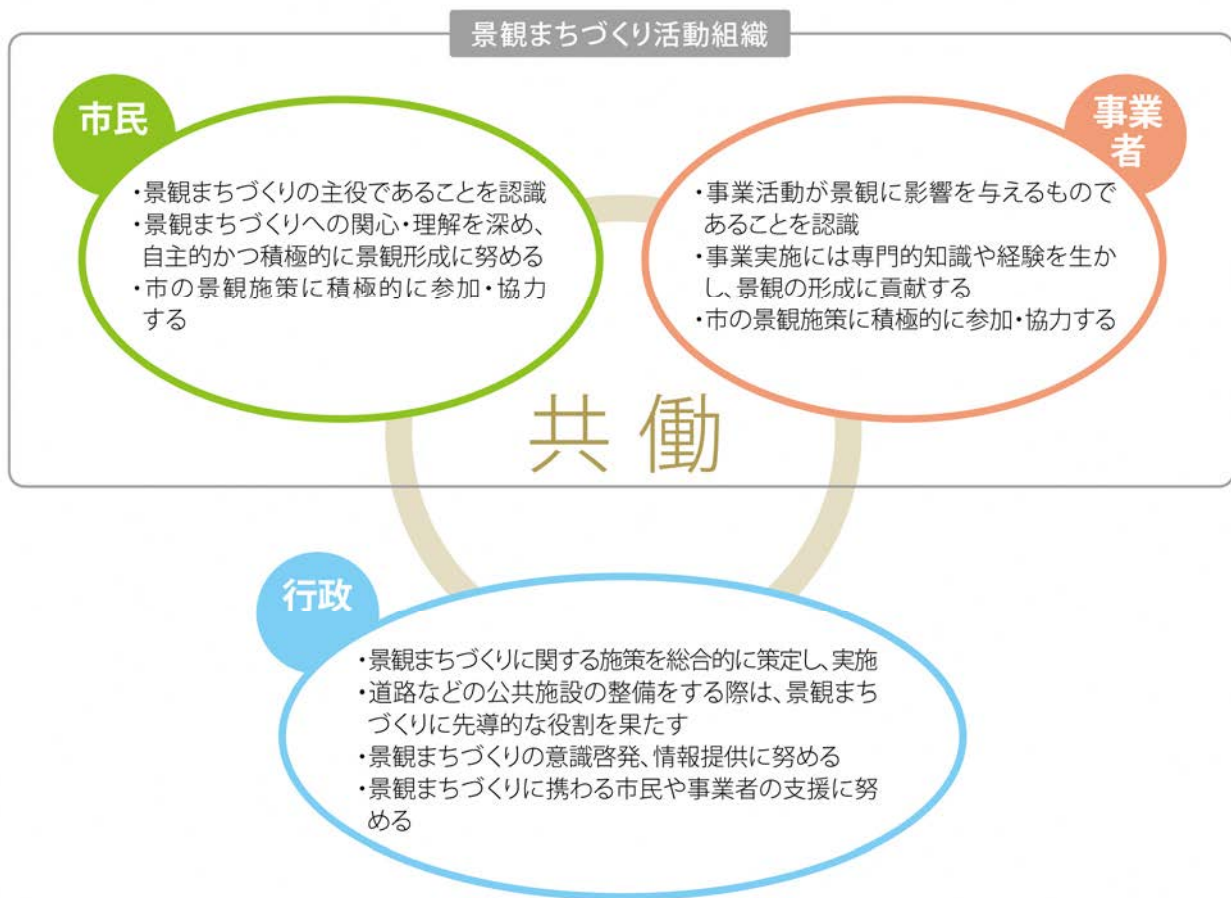 景観まちづくり活動組織
市民
・景観まちづくりの主役であることを認識
・景観まちづくりへの関心・理解を深め、
自主的かつ積極的に景観形成に努める
・市の景観施策に積極的に参加・協力
する
事業
者
・事業活動が景観に影響を与えるもので
あることを認識
・事業実施には専門的知識や経験を生か
し、景観の形成に貢献する
・市の景観施策に積極的に参加・協力する
共働
行政
・景観まちづくりに関する施策を総合的に策定し、実施
・道路などの公共施設の整備をする際は、景観まち
づくりに先導的な役割を果たす
・景観まちづくりの意識啓発、情報提供に努める
・景観まちづくりに携わる市民や事業者の支援に努
める